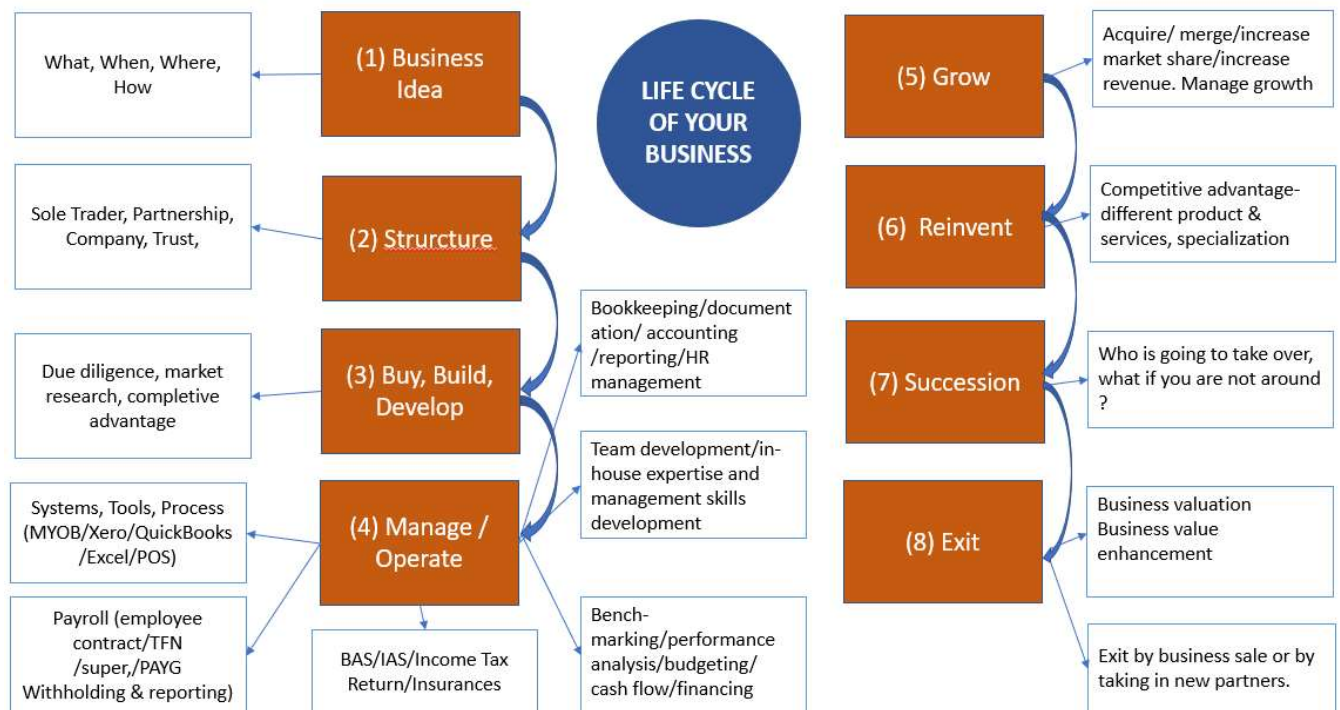 What, When, Where,
How
(1) Business
Idea
LIFE CYCLE
OF YOUR
BUSINESS
(5) Grow
Acquire/ merge/increase
market share/increase
revenue. Manage growth
Sole Trader, Partnership,
Company, Trust,
(2) Strurcture
(6) Reinvent
Competitive advantage-
different product &
services, specialization
Due diligence, market
research, completive
advantage
(3) Buy, Build,
Develop
Bookkeeping/document
ation/ accounting
/reporting/HR
management
(7) Succession
Who is going to take over,
what if you are not around
?
Systems, Tools, Process
(MYOB/Xero/QuickBooks
/Excel/POS)
(4) Manage /
Operate
Team development/in-
house expertise and
management skills
development
(8) Exit
Business valuation
Business value
enhancement
Payroll (employee
contract/TFN
/super,/PAYG
Withholding & reporting)
BAS/IAS/Income Tax
Return/Insurances
Bench-
marking/performance
analysis/budgeting/
cash flow/financing
Exit by business sale or by
taking in new partners.